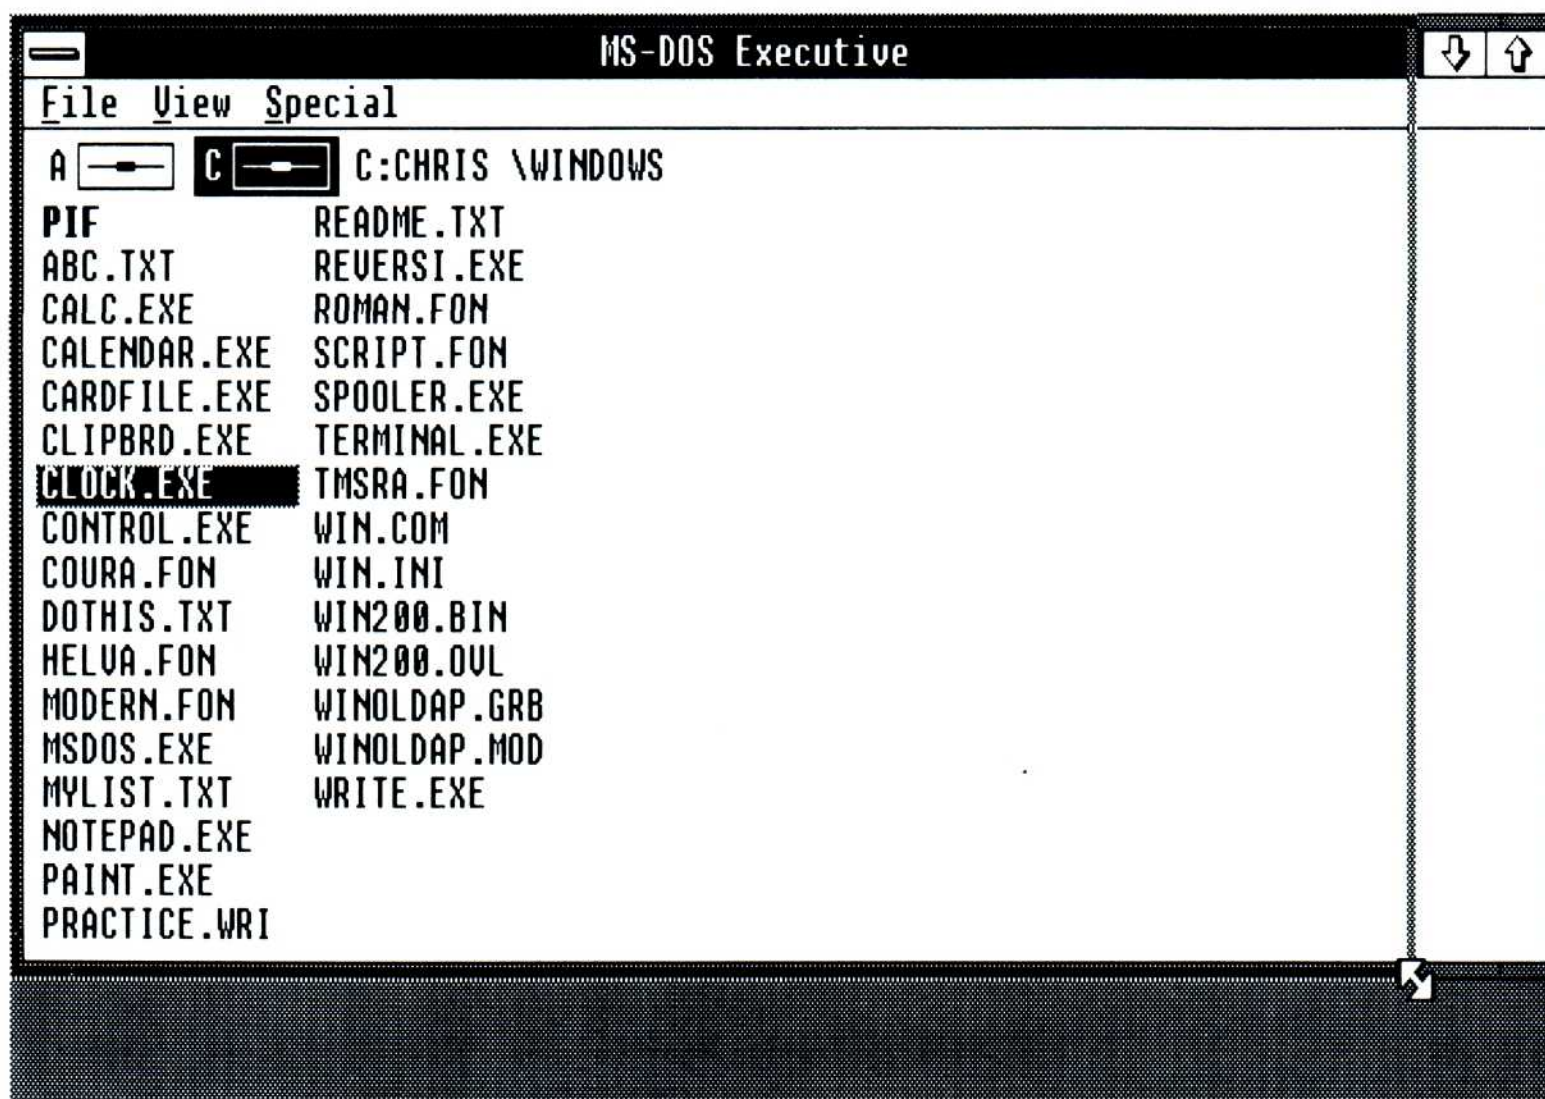 MS-DOS Executive
File View Special
A C C:CHRIS \WINDOWS
PIF
ABC.TXT
CALC.EXE
CALENDAR.EXE
CARDFILE.EXE
CLIPBRD.EXE
CLOCK.EXE
CONTROL.EXE
COURA.FON
DOTHIS.TXT
HELVA.FON
MODERN.FON
MSDOS.EXE
MYLIST.TXT
NOTEPAD.EXE
PAINT.EXE
PRACTICE.WRI
README.TXT
REVERSI.EXE
ROMAN.FON
SCRIPT.FON
SPOOLER.EXE
TERMINAL.EXE
TMSRA.FON
WIN.COM
WIN.INI
WIN200.BIN
WIN200.OVL
WINOLDAP.GRB
WINOLDAP.MOD
WRITE.EXE